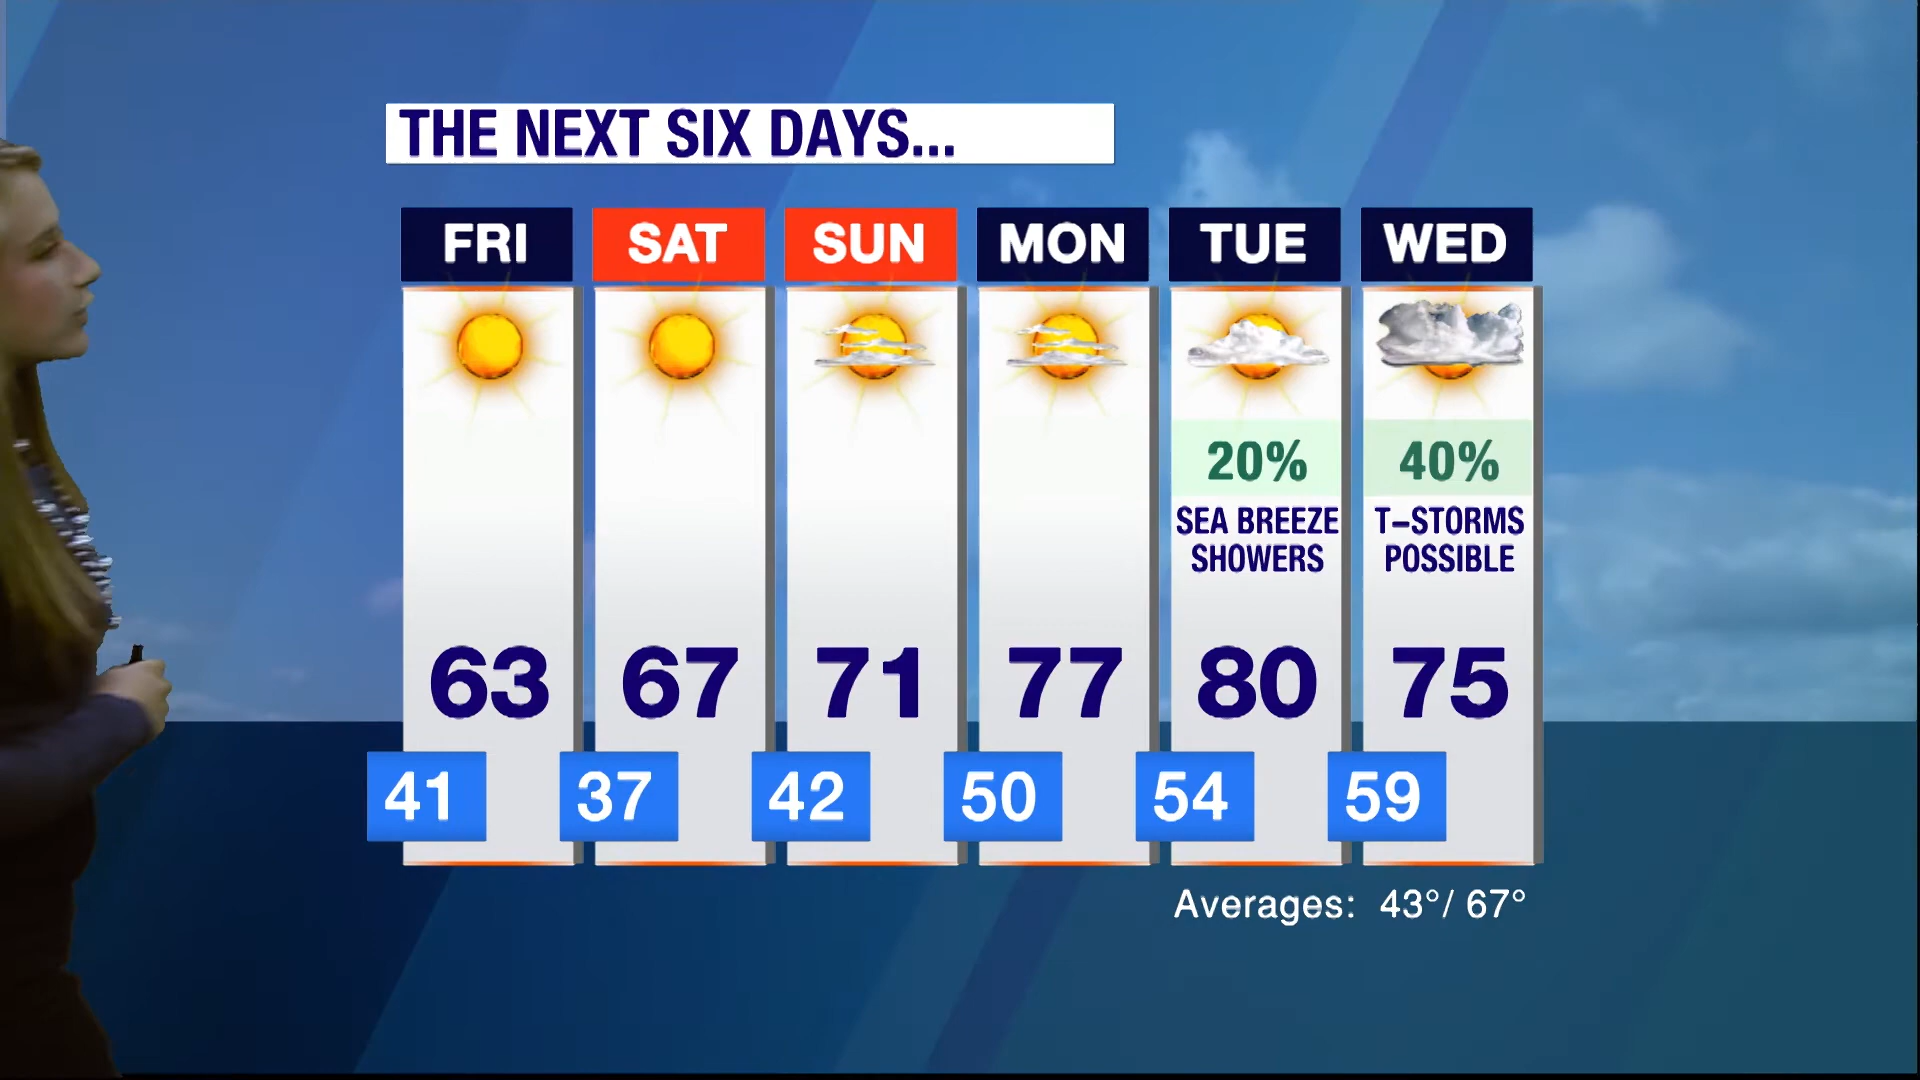 THE NEXT SIX DAYS...
FRI SAT SUN MON TUE WED
20% 40%
SEA BREEZE SHOWERS
T-STORMS POSSIBLE
63 67 71 77 80 75
41 37 42 50 54 59
Averages: 43°/ 67°